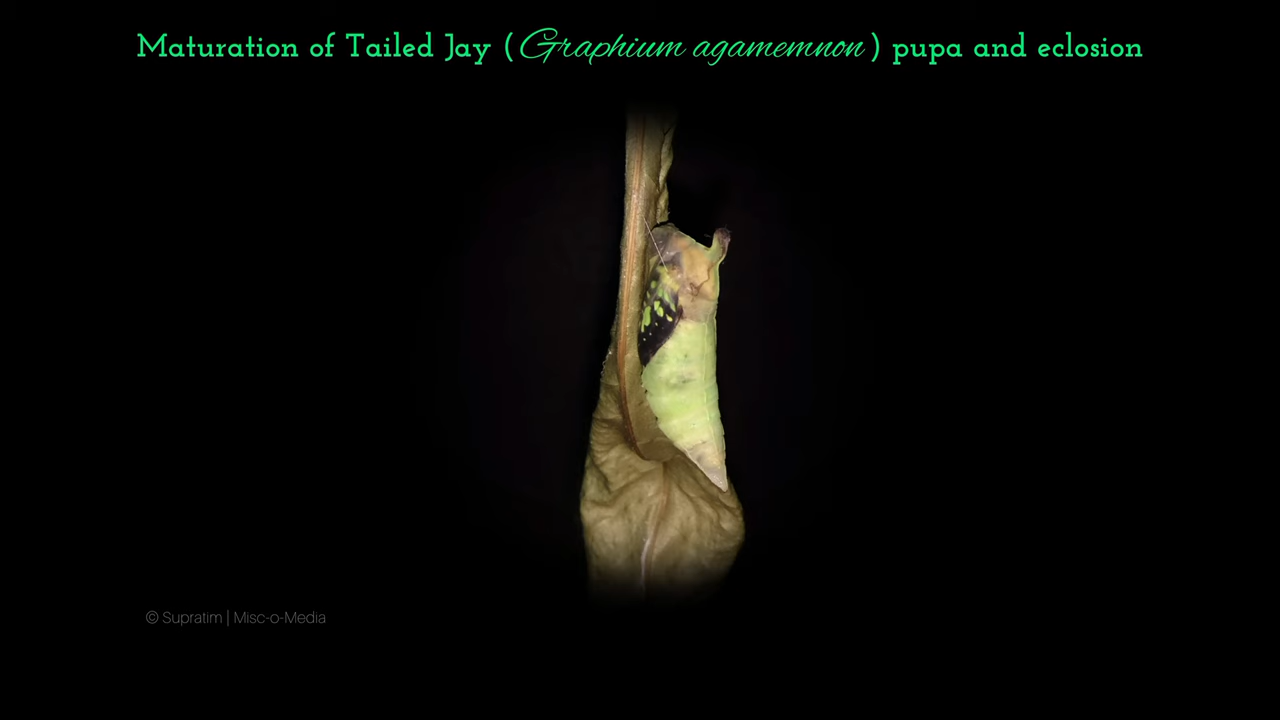 Maturation of Tailed Jay (Graphium agamemnon) pupa and eclosion
© Supratim | Misc-o-Media